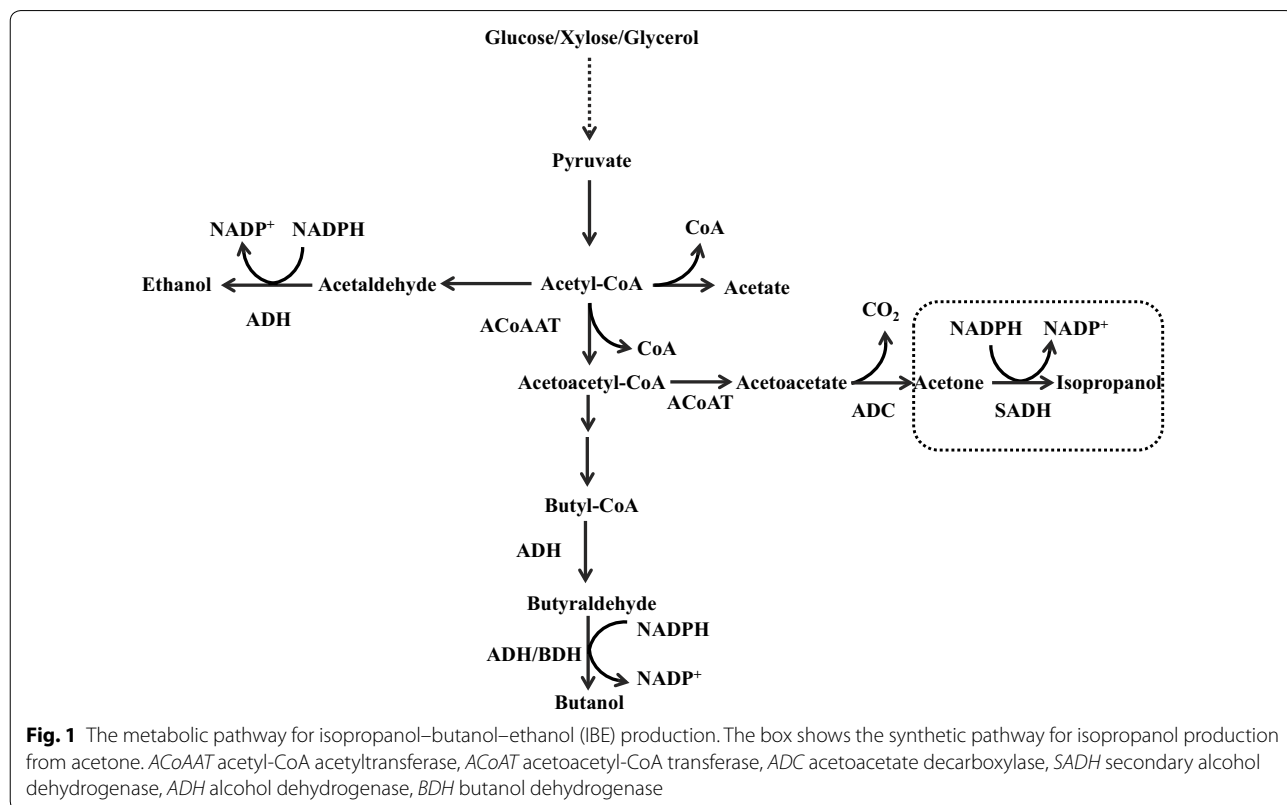 Glucose/Xylose/Glycerol
Pyruvate
NADP⁺ NADPH
CoA
Ethanol Acetaldehyde Acetyl-CoA Acetate
ADH
ACoAAT
CoA
CO₂
NADPH NADP⁺
Acetoacetyl-CoA Acetoacetate Acetone Isopropanol
ACoAT ADC SADH
Butyl-CoA
ADH
Butyraldehyde
NADPH
ADH/BDH
NADP⁺
Butanol
Fig. 1 The metabolic pathway for isopropanol–butanol–ethanol (IBE) production. The box shows the synthetic pathway for isopropanol production
from acetone. ACoAAT acetyl-CoA acetyltransferase, ACoAT acetoacetyl-CoA transferase, ADC acetoacetate decarboxylase, SADH secondary alcohol
dehydrogenase, ADH alcohol dehydrogenase, BDH butanol dehydrogenase